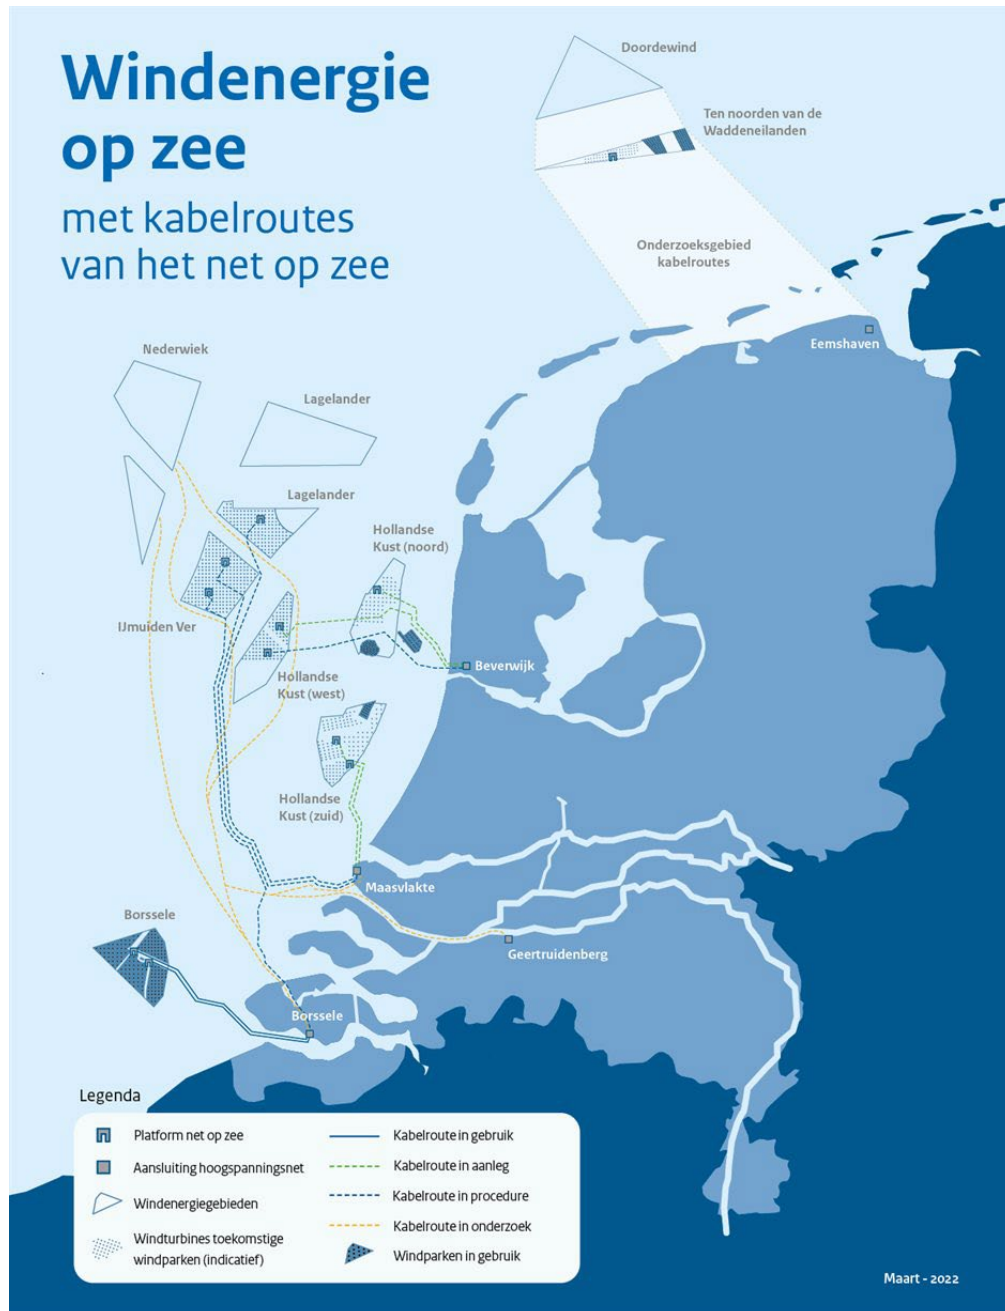 Windenergie
op zee
met kabelroutes
van het net op zee
Doordewind
Ten noorden van de
Waddeneilanden
Onderzoeksgebied
kabelroutes
Eemshaven
Nederwiek
Lagelander
Lagelander
Hollandse
Kust (noord)
IJmuiden Ver
Beverwijk
Hollandse
Kust (west)
Hollandse
Kust (zuid)
Maasvlakte
Borssele
Geertruidenberg
Borssele
Legenda
Platform net op zee
Aansluiting hoogspanningsnet
Windenergiegebieden
Windturbines toekomstige
windparken (indicatief)
Kabelroute in gebruik
Kabelroute in aanleg
Kabelroute in procedure
Kabelroute in onderzoek
Windparken in gebruik
Maart - 2022